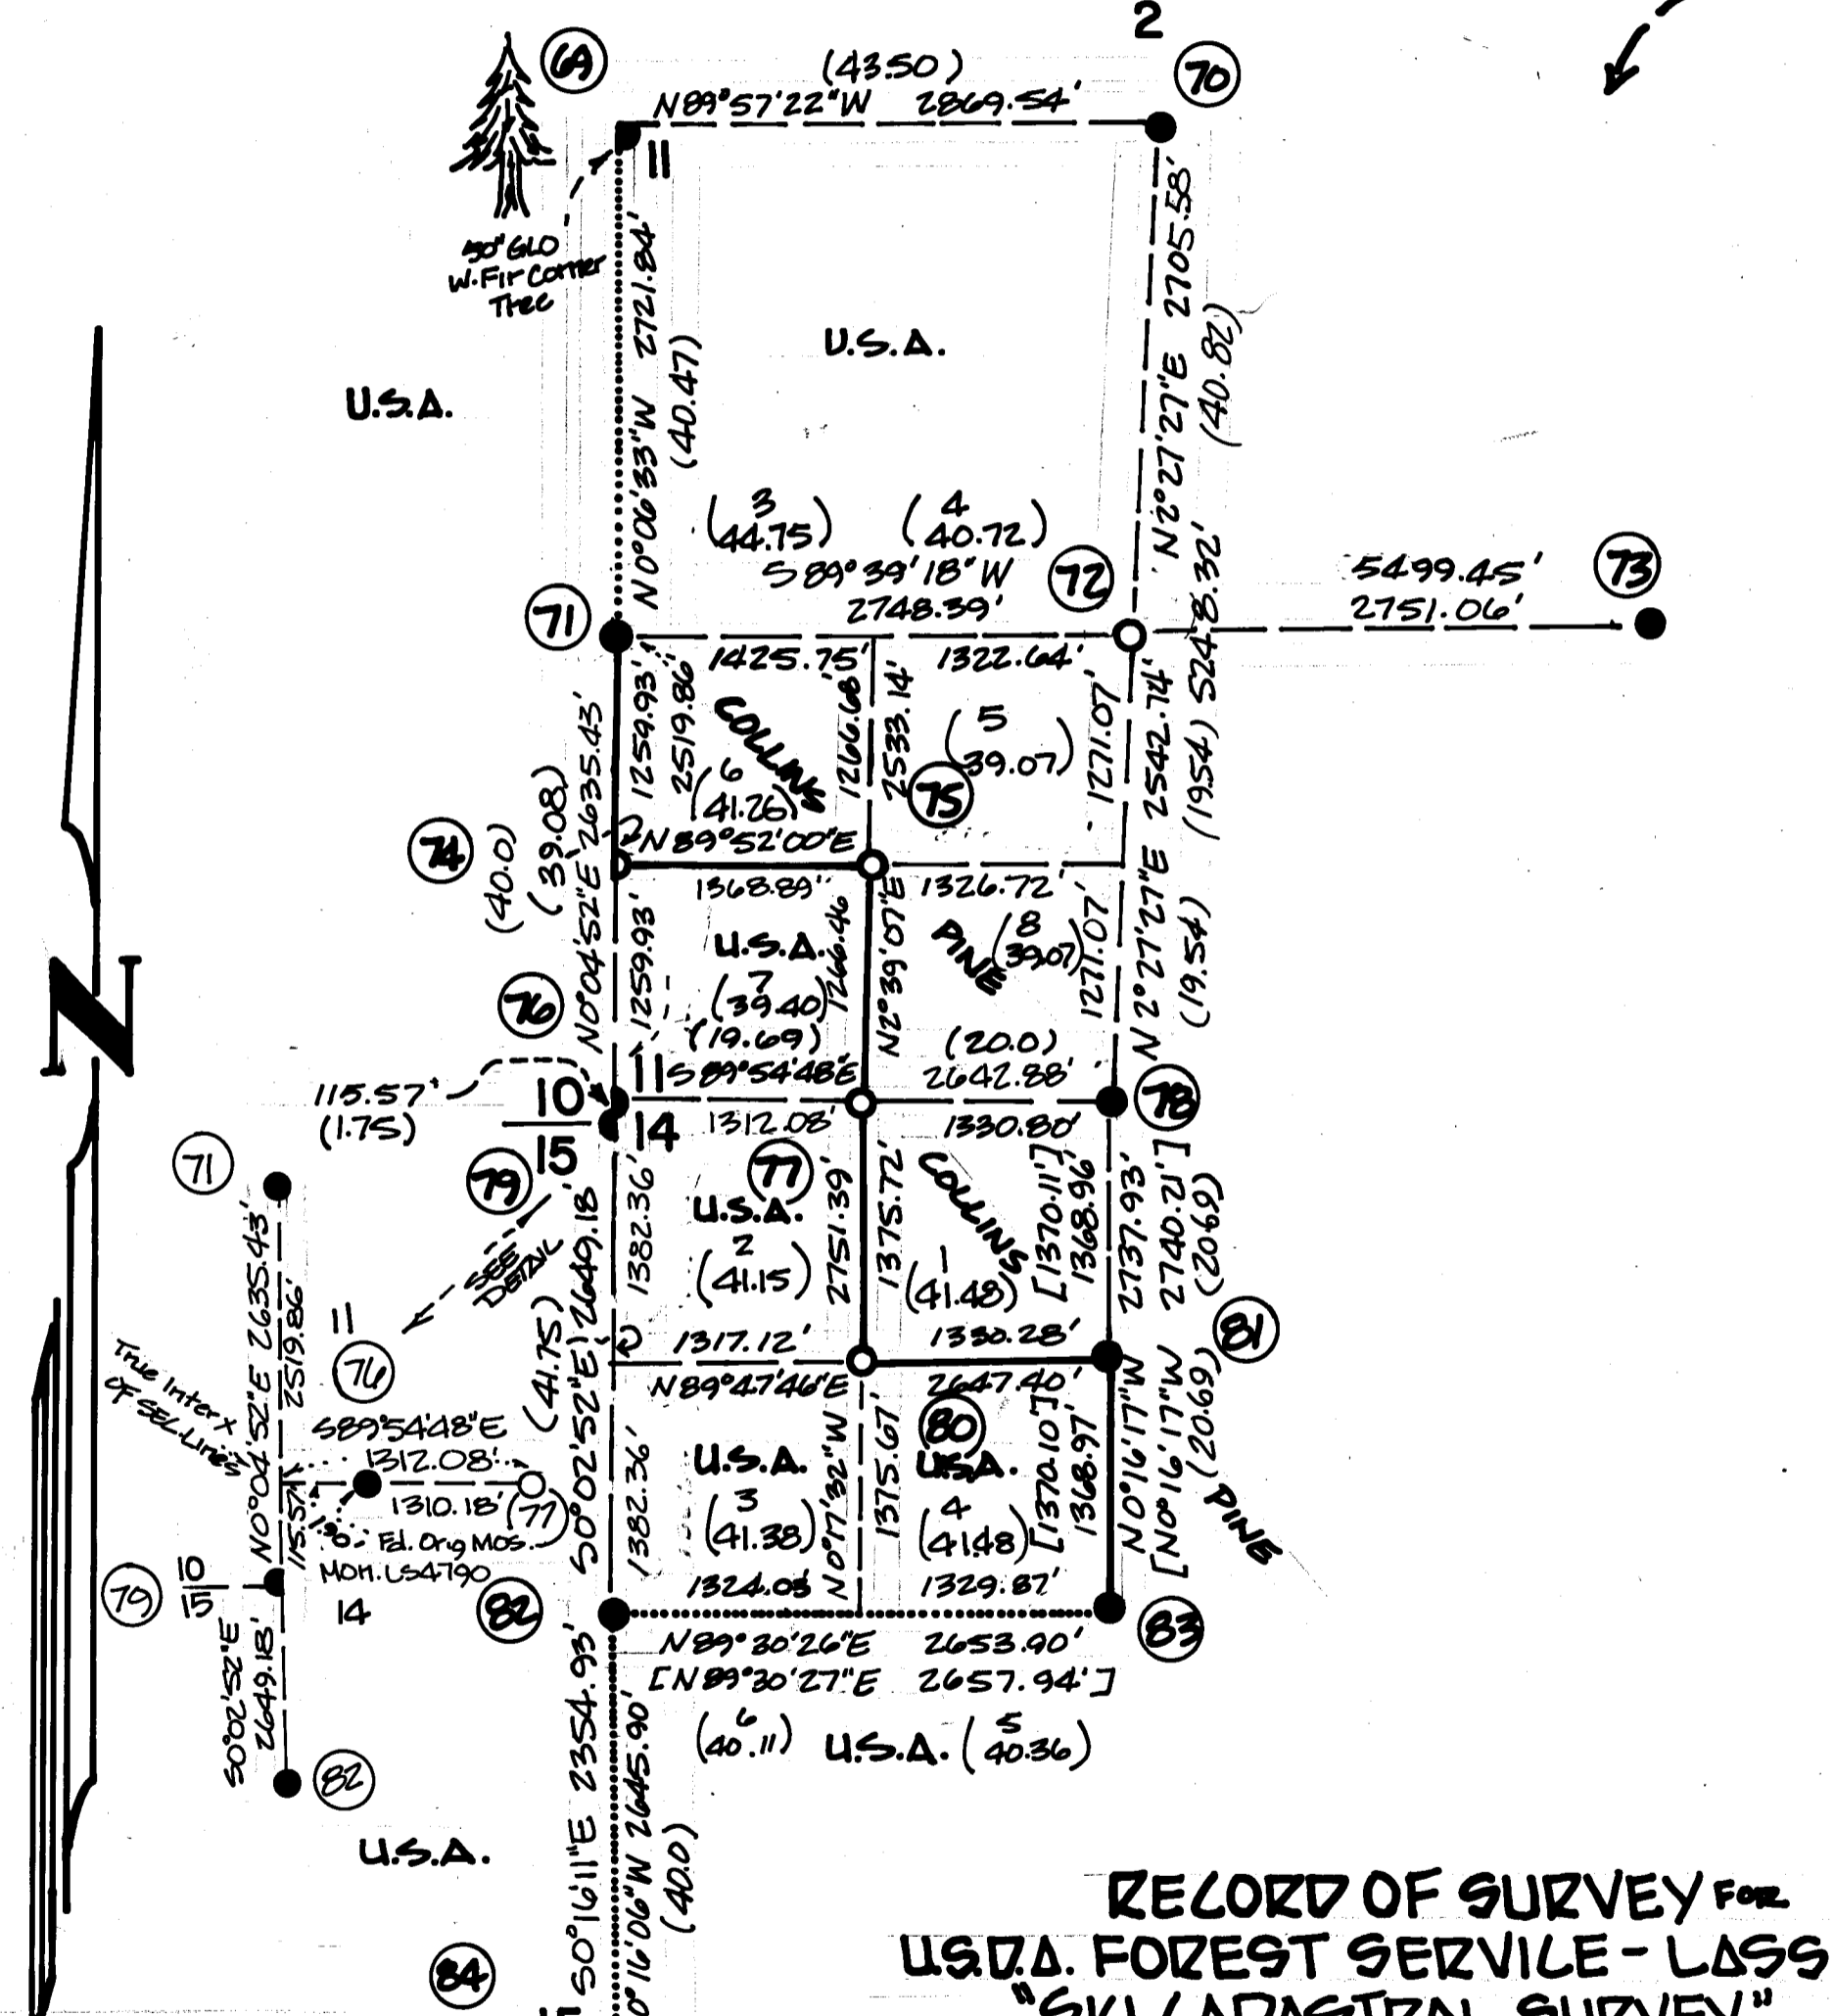 2
69
(43.50)
70
N89°57'22"W 2869.54'
11
50" GLO
W. Fir Corner
Tree
N0°06'33"W 2721.84'
(40.47)
U.S.A.
U.S.A.
N2°27'27"E 2705.58'
(40.82)
(3
44.75)
(4
40.72)
S89°39'18"W
2748.39'
72
5499.45'
2751.06'
73
71
1425.75'
1322.64'
N0°04'52"E 2635.43'
(39.08)
(40.0)
1259.93'
2519.86'
COLLINS
(6
41.26)
1266.68'
2533.14'
(5
39.07)
75
1271.07'
N2°27'27"E 2542.74'
(19.54) 5248.32'
74
N89°52'00"E
1368.89'
1326.72'
1259.93'
U.S.A.
(7
39.40)
(19.69)
1266.46
N2°39'07"E
PINE
(8
39.07)
1271.07'
(19.54)
N
76
(20.0)
S89°54'48E
2642.88'
11
10
115.57'
(1.75)
78
14
15
1312.08'
1330.80'
79
77
SEE
DETAIL
S0°02'52"E 2649.18'
(41.75)
1382.36'
U.S.A.
(2
41.15)
2751.39'
1375.72'
COLLINS
(1
41.48)
[1370.11']
1368.96'
2737.93'
2740.21']
(20.69)
81
1317.12'
1330.28'
N89°47'46"E
2647.40'
80
1382.36'
U.S.A.
(3
41.38)
N0°17'32"W
1375.67'
U.S.A.
(4
41.48)
[1370.10']
1368.97'
N0°16'17"W
[N0°16'17"W
(20.69)
PINE
82
1324.03'
1329.87'
83
N89°30'26"E 2653.90'
[N89°30'27"E 2657.94']
(6
40.11)
U.S.A.
(5
40.36)
S0°16'11"E 2354.93'
0°16'06"W 2645.90'
(40.0)
84
71
N0°04'52"E 2635.43'
2519.86'
11
76
True Inter x
OF SEC. Lines
S89°54'48"E
1312.08'
1310.18'
77
115.57'
Fd. Orig Mos.
Mon. LS4790
79
10
15
14
S0°02'52"E
2649.18'
82
U.S.A.
RECORD OF SURVEY FOR
U.S.D.A. FOREST SERVICE - LASS
"SKI CADASTRAL SURVEY"